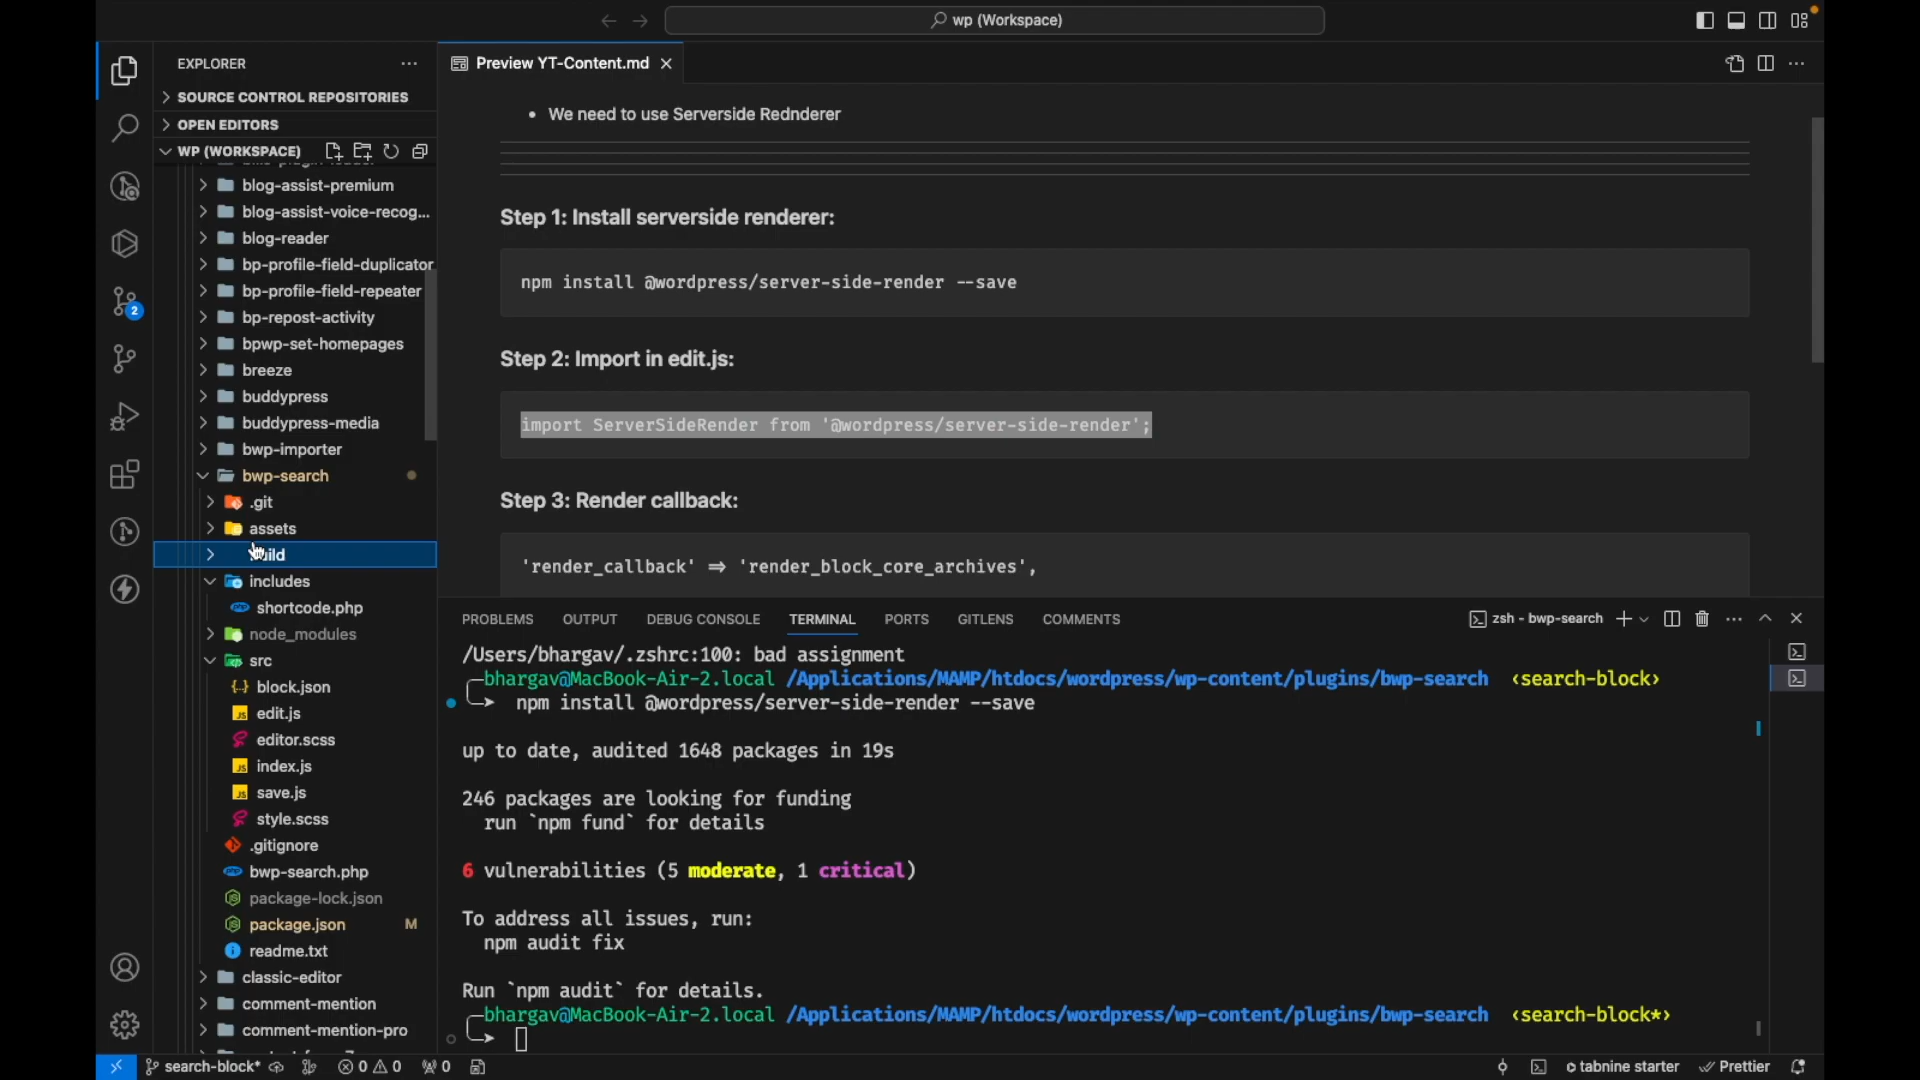 wp (Workspace)
EXPLORER
SOURCE CONTROL REPOSITORIES
OPEN EDITORS
WP (WORKSPACE)
blog-assist-premium
blog-assist-voice-recog...
blog-reader
bp-profile-field-duplicator
bp-profile-field-repeater
bp-repost-activity
bpwp-set-homepages
breeze
buddypress
buddypress-media
bwp-importer
bwp-search
.git
assets
includes
shortcode.php
node_modules
src
block.json
edit.js
editor.scss
index.js
save.js
style.scss
.gitignore
bwp-search.php
package-lock.json
package.json M
readme.txt
classic-editor
comment-mention
comment-mention-pro
2
Preview YT-Content.md
• We need to use Serverside Rednderer
Step 1: Install serverside renderer:
npm install @wordpress/server-side-render --save
Step 2: Import in edit.js:
import ServerSideRender from '@wordpress/server-side-render';
Step 3: Render callback:
'render_callback' => 'render_block_core_archives',
PROBLEMS OUTPUT DEBUG CONSOLE TERMINAL PORTS GITLENS COMMENTS
zsh - bwp-search
/Users/bhargav/.zshrc:100: bad assignment
bhargav@MacBook-Air-2.local /Applications/MAMP/htdocs/wordpress/wp-content/plugins/bwp-search ‹search-block›
npm install @wordpress/server-side-render --save
up to date, audited 1648 packages in 19s
246 packages are looking for funding
run `npm fund` for details
6 vulnerabilities (5 moderate, 1 critical)
To address all issues, run:
npm audit fix
Run `npm audit` for details.
bhargav@MacBook-Air-2.local /Applications/MAMP/htdocs/wordpress/wp-content/plugins/bwp-search ‹search-block*›
search-block* 0 0 0
tabnine starter Prettier